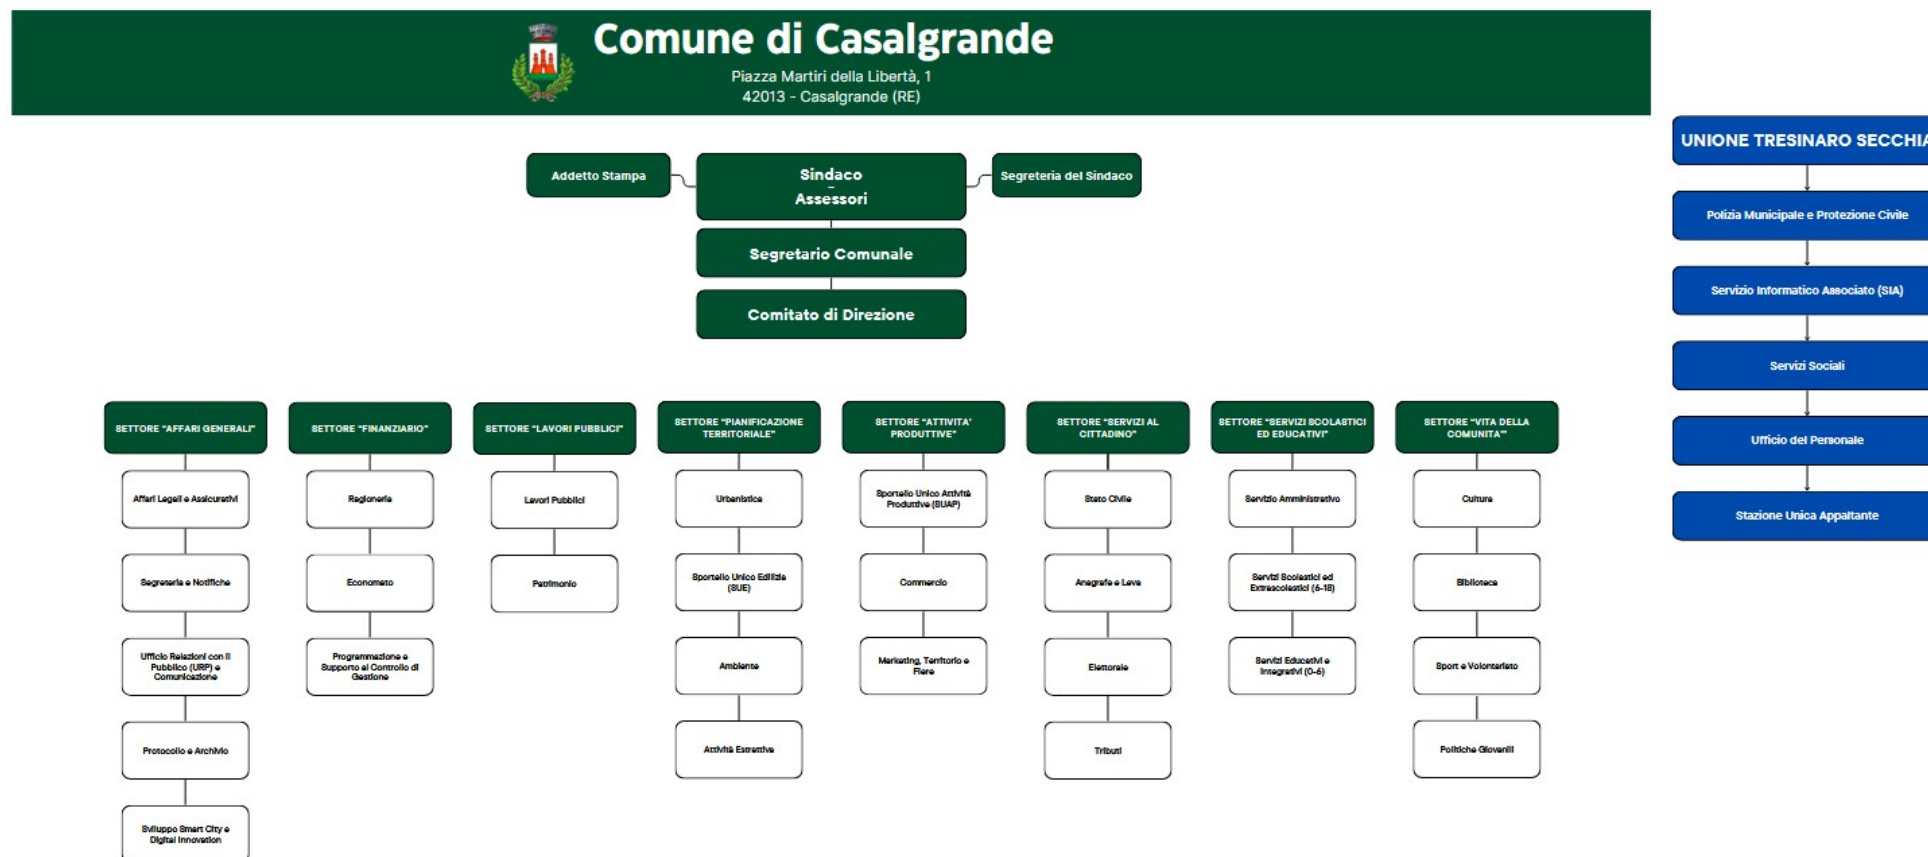 Comune di Casalgrande
Piazza Martiri della Libertà, 1
42013 - Casalgrande (RE)
Addetto Stampa
Sindaco
–
Assessori
Segreteria del Sindaco
Segretario Comunale
Comitato di Direzione
SETTORE "AFFARI GENERALI"
Affari Legali e Assicurativi
Segreteria e Notifiche
Ufficio Relazioni con il
Pubblico (URP) e
Comunicazione
Protocollo e Archivio
Sviluppo Smart City e
Digital Innovation
SETTORE "FINANZIARIO"
Ragioneria
Economato
Programmazione e
Supporto al Controllo di
Gestione
SETTORE "LAVORI PUBBLICI"
Lavori Pubblici
Patrimonio
SETTORE "PIANIFICAZIONE
TERRITORIALE"
Urbanistica
Sportello Unico Edilizia
(SUE)
Ambiente
Attività Estrattive
SETTORE "ATTIVITA'
PRODUTTIVE"
Sportello Unico Attività
Produttive (SUAP)
Commercio
Marketing, Territorio e
Fiere
SETTORE "SERVIZI AL
CITTADINO"
Stato Civile
Anagrafe e Leva
Elettorale
Tributi
SETTORE "SERVIZI SCOLASTICI
ED EDUCATIVI"
Servizio Amministrativo
Servizi Scolastici ed
Extrascolastici (6-18)
Servizi Educativi e
Integrativi (0-6)
SETTORE "VITA DELLA
COMUNITA'"
Cultura
Biblioteca
Sport e Volontariato
Politiche Giovanili
UNIONE TRESINARO SECCHIA
Polizia Municipale e Protezione Civile
Servizio Informatico Associato (SIA)
Servizi Sociali
Ufficio del Personale
Stazione Unica Appaltante